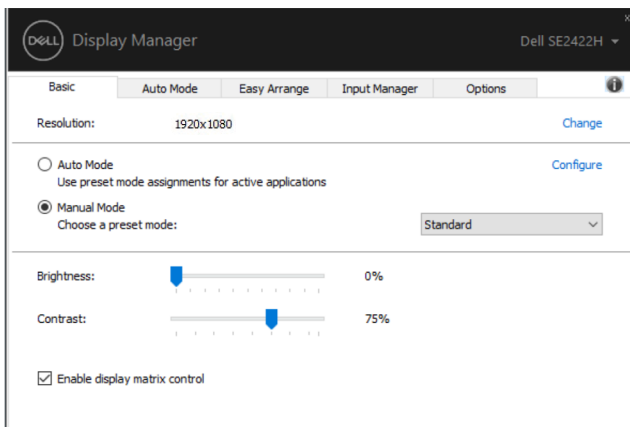 DELL Display Manager Dell SE2422H
Basic Auto Mode Easy Arrange Input Manager Options
Resolution: 1920x1080 Change
Auto Mode Configure
Use preset mode assignments for active applications
Manual Mode
Choose a preset mode: Standard
Brightness: 0%
Contrast: 75%
Enable display matrix control